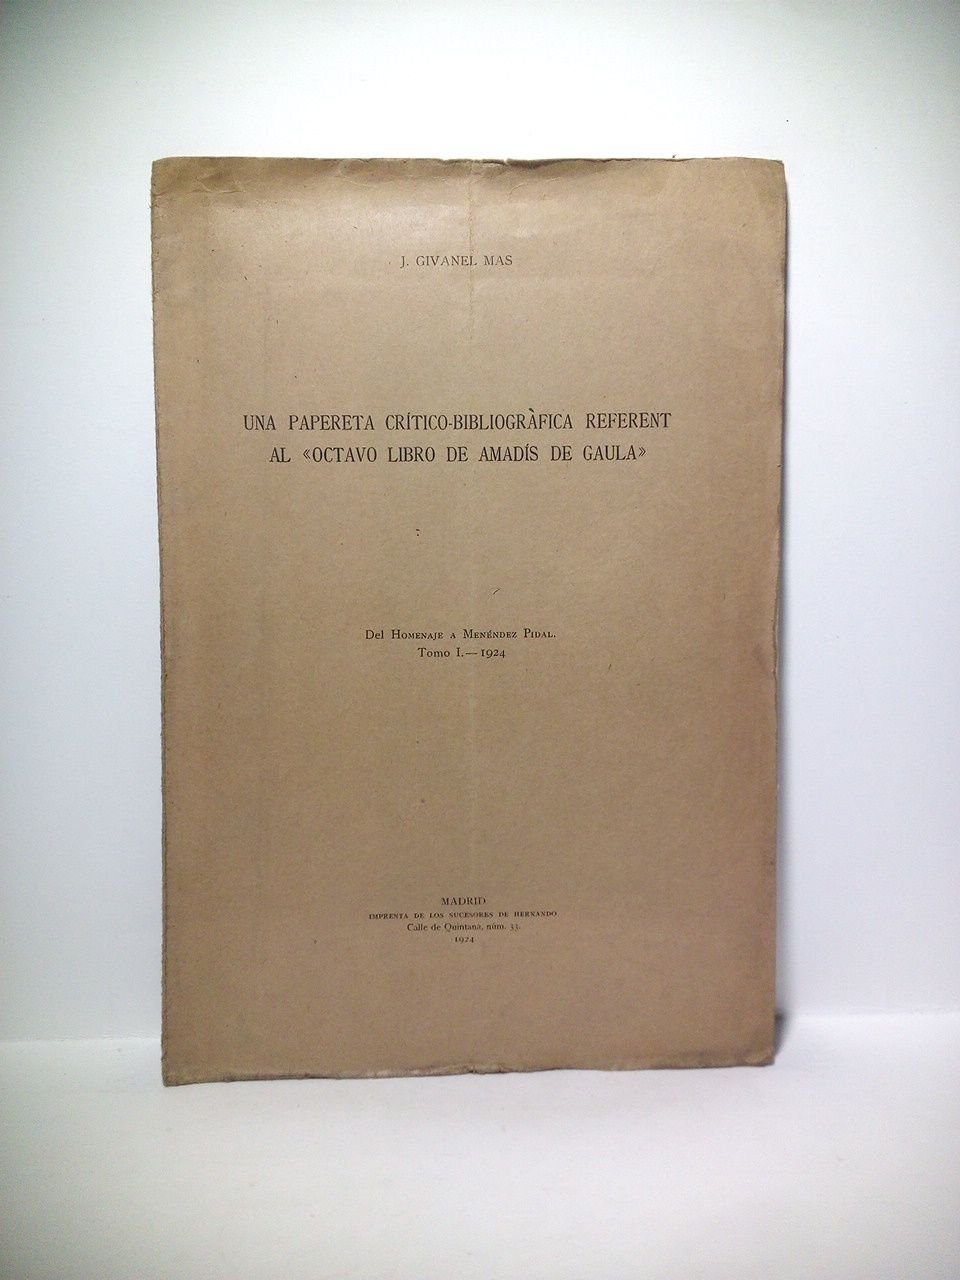 J. GIVANEL MAS
UNA PAPERETA CRÍTICO-BIBLIOGRÀFICA REFERENT
AL «OCTAVO LIBRO DE AMADÍS DE GAULA»
Del HOMENAJE A MENÉNDEZ PIDAL.
Tomo I.—1924
MADRID
IMPRENTA DE LOS SUCESORES DE HERNANDO
Calle de Quintana, núm. 33.
1924